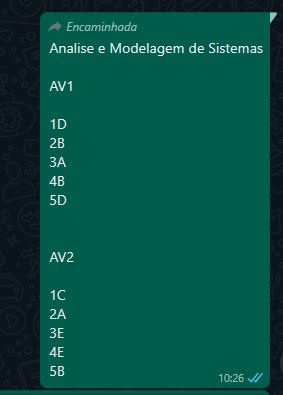 Encaminhada
Analise e Modelagem de Sistemas
AV1
1D
2B
3A
4B
5D
AV2
1C
2A
3E
4E
5B
10:26